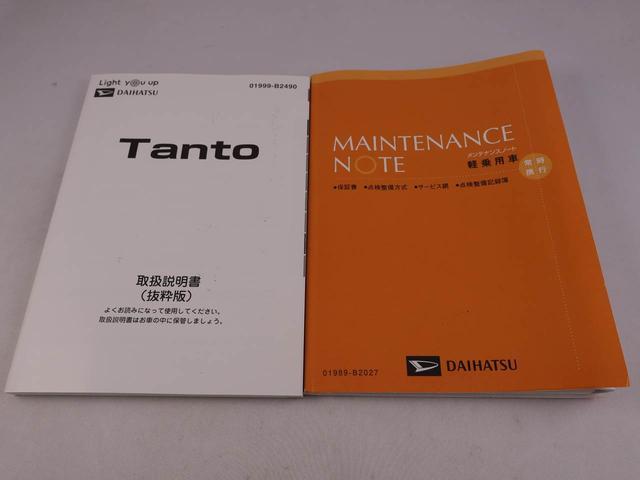 Light you up
DAIHATSU
01999-B2490
Tanto
取扱説明書
（抜粋版）
よくお読みになって使用してください。
取扱説明書はお車の中に保管しましょう。
MAINTENANCE
NOTE
メンテナンスノート
軽乗用車
常時
携行
•保証書 •点検整備方式 •サービス網 •点検整備記録簿
01989-B2027
DAIHATSU